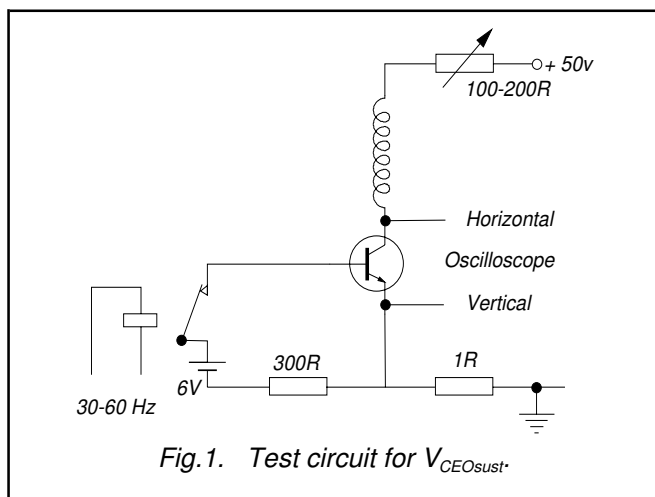 + 50v
100-200R
Horizontal
Oscilloscope
Vertical
300R
1R
6V
30-60 Hz
Fig.1. Test circuit for VCEOsust.